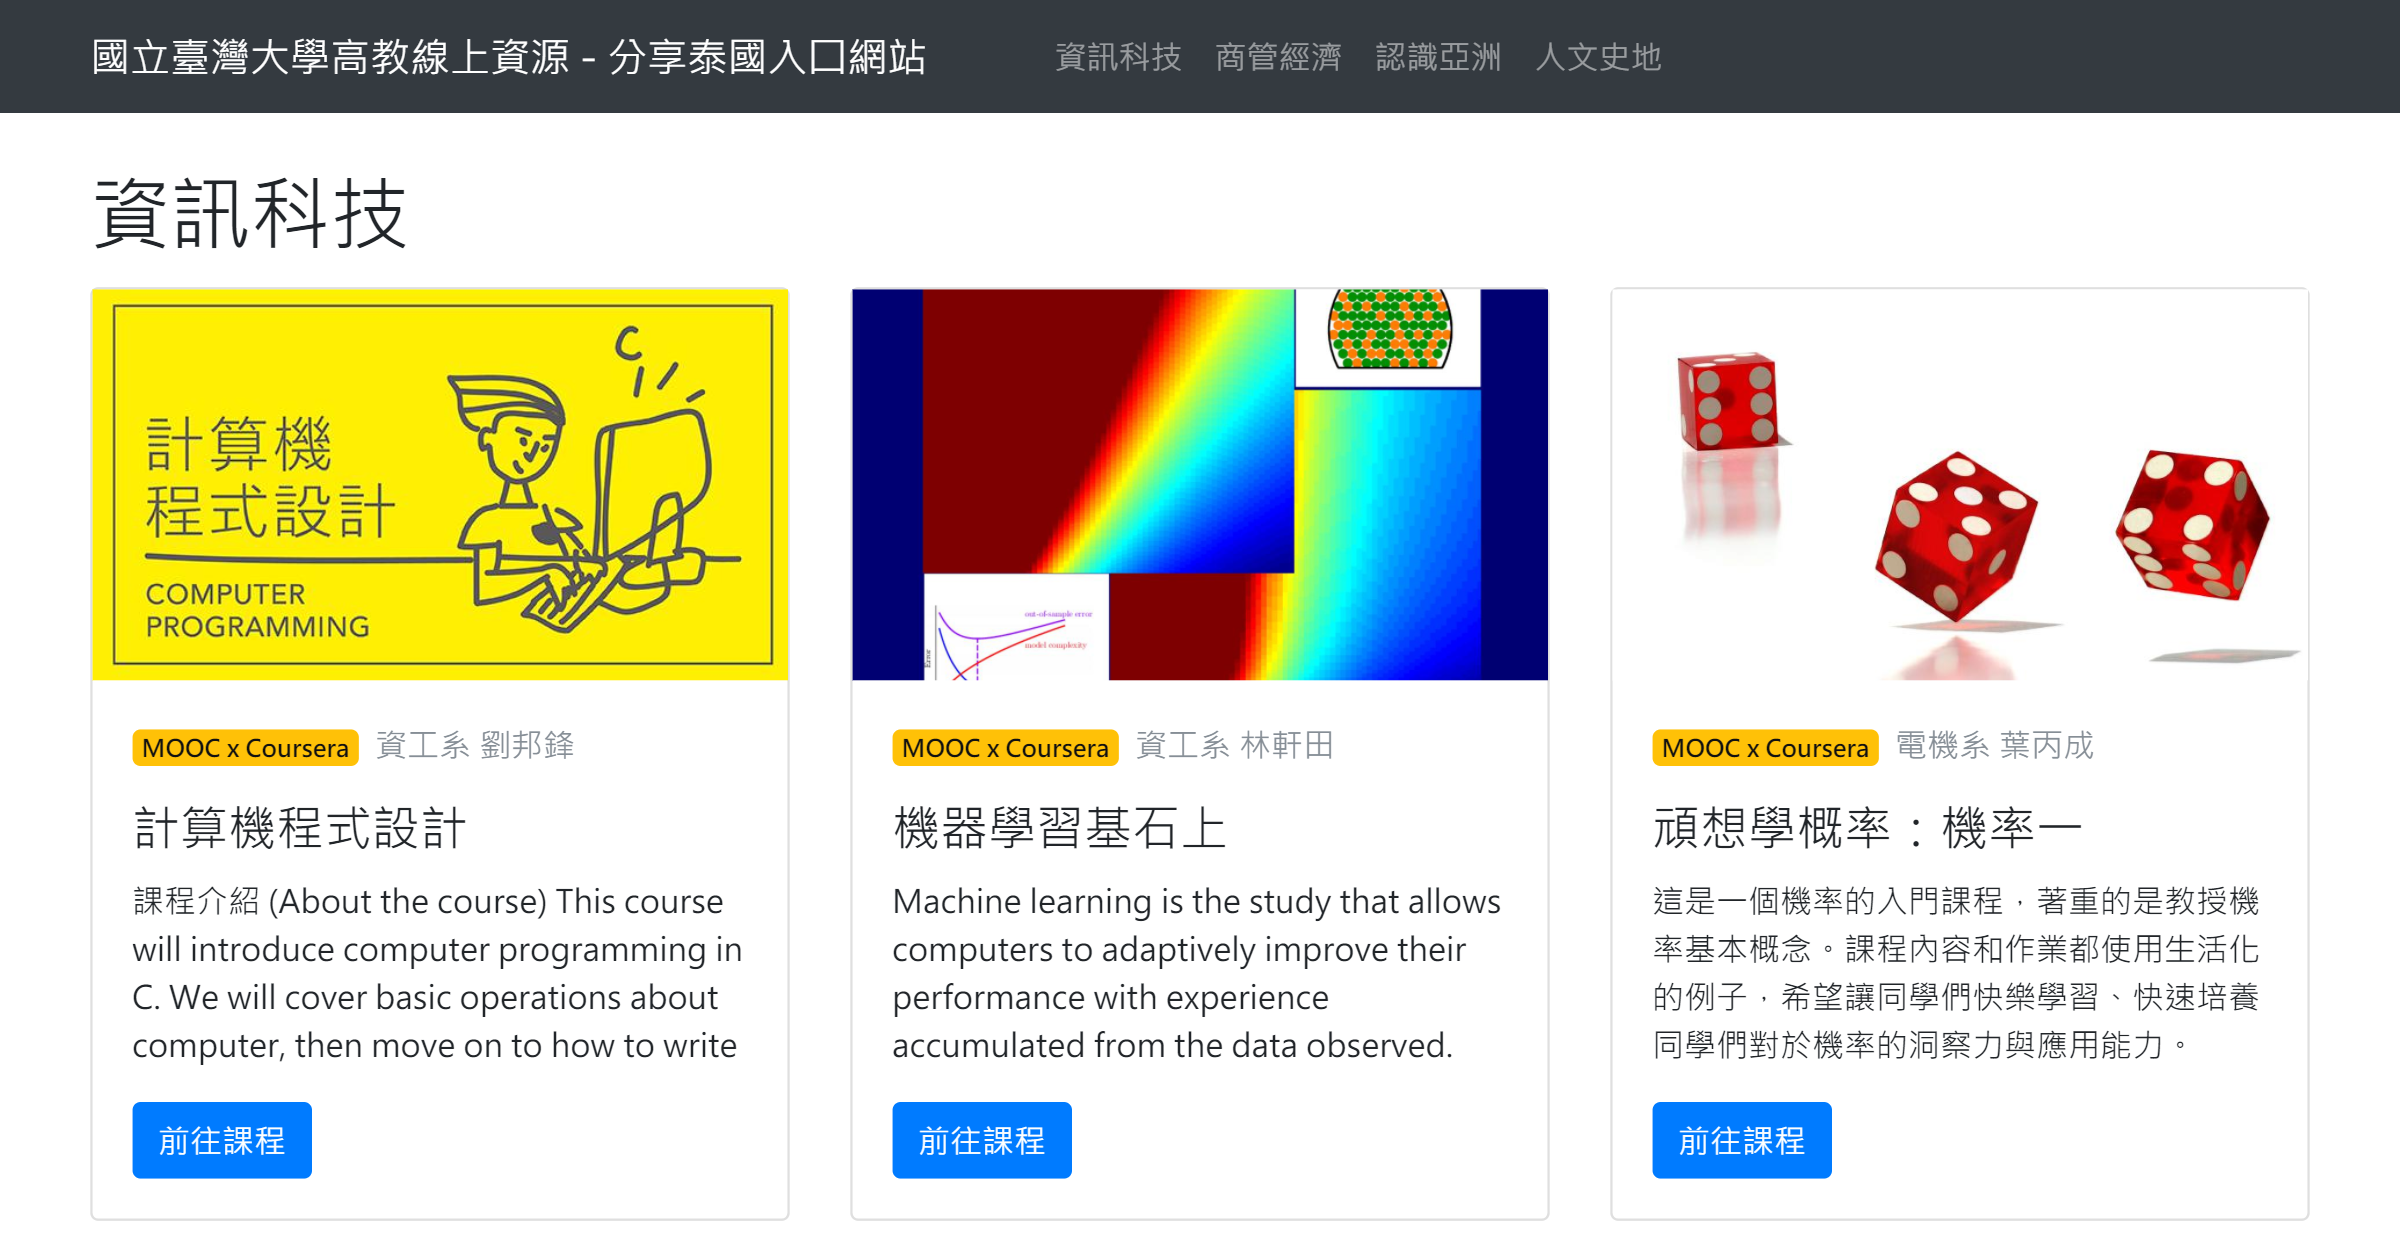 國立臺灣大學高教線上資源 - 分享泰國入口網站
資訊科技 商管經濟 認識亞洲 人文史地
資訊科技
C
計算機
程式設計
COMPUTER
PROGRAMMING
out-of-sample error
model complexity
Error
MOOC x Coursera 資工系 劉邦鋒
計算機程式設計
課程介紹 (About the course) This course
will introduce computer programming in
C. We will cover basic operations about
computer, then move on to how to write
前往課程
MOOC x Coursera 資工系 林軒田
機器學習基石上
Machine learning is the study that allows
computers to adaptively improve their
performance with experience
accumulated from the data observed.
前往課程
MOOC x Coursera 電機系 葉丙成
頑想學概率：機率一
這是一個機率的入門課程，著重的是教授機
率基本概念。課程內容和作業都使用生活化
的例子，希望讓同學們快樂學習、快速培養
同學們對於機率的洞察力與應用能力。
前往課程